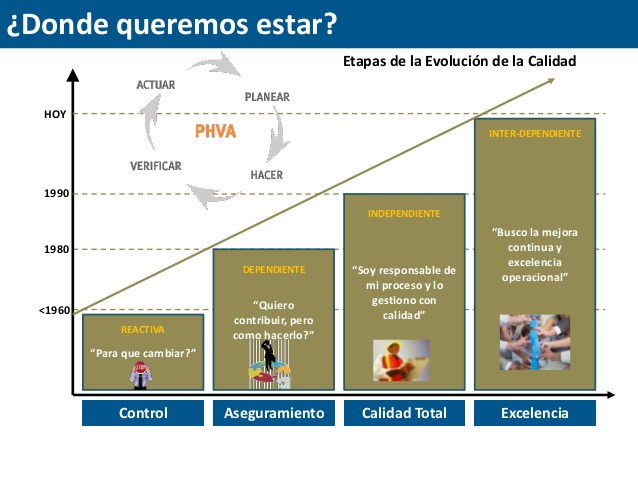 ¿Donde queremos estar?
Etapas de la Evolución de la Calidad
ACTUAR
PLANEAR
PHVA
VERIFICAR
HACER
HOY
1990
1980
<1960
INTER-DEPENDIENTE
“Busco la mejora
continua y
excelencia
operacional”
INDEPENDIENTE
“Soy responsable de
mi proceso y lo
gestiono con
calidad”
DEPENDIENTE
“Quiero
contribuir, pero
como hacerlo?”
REACTIVA
“Para que cambiar?”
Control
Aseguramiento
Calidad Total
Excelencia